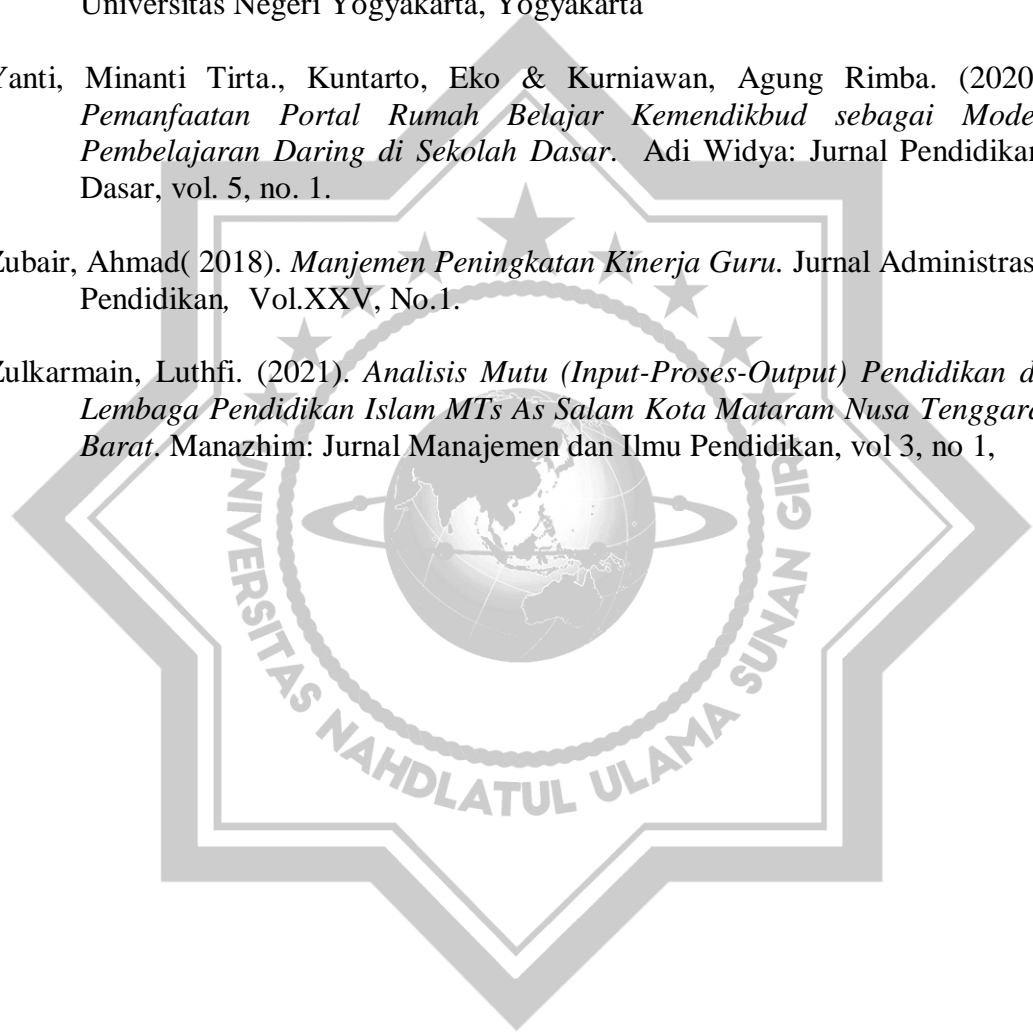 Universitas Negeri Yogyakarta, Yogyakarta
Yanti, Minanti Tirta., Kuntarto, Eko & Kurniawan, Agung Rimba. (2020
Pemanfaatan Portal Rumah Belajar Kemendikbud sebagai Mode
Pembelajaran Daring di Sekolah Dasar. Adi Widya: Jurnal Pendidikan
Dasar, vol. 5, no. 1.
Zubair, Ahmad( 2018). Manjemen Peningkatan Kinerja Guru. Jurnal Administras
Pendidikan, Vol.XXV, No.1.
Zulkarmain, Luthfi. (2021). Analisis Mutu (Input-Proses-Output) Pendidikan d
Lembaga Pendidikan Islam MTs As Salam Kota Mataram Nusa Tenggara
Barat. Manazhim: Jurnal Manajemen dan Ilmu Pendidikan, vol 3, no 1,
UNIVERSITAS NAHDLATUL ULAMA SUNAN GIR